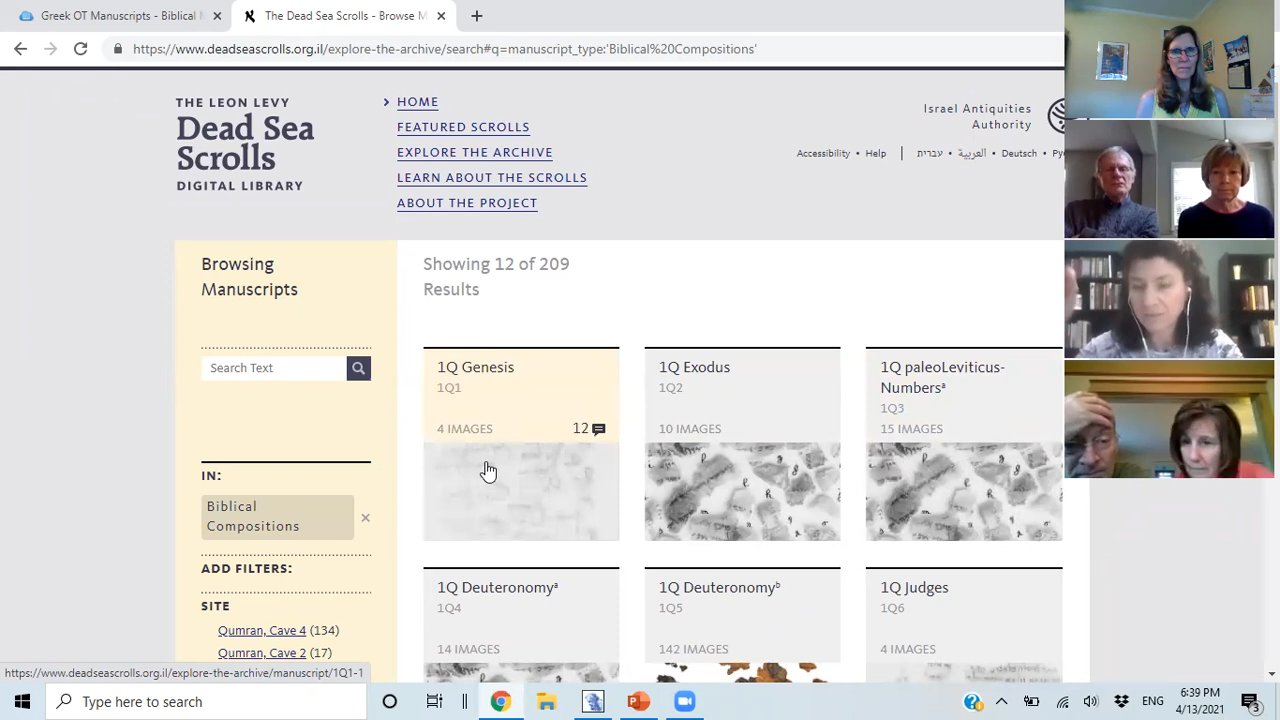 Greek OT Manuscripts - Biblical
The Dead Sea Scrolls - Browse M
https://www.deadseascrolls.org.il/explore-the-archive/search#q=manuscript_type:'Biblical%20Compositions'
THE LEON LEVY
Dead Sea
Scrolls
DIGITAL LIBRARY
HOME
FEATURED SCROLLS
EXPLORE THE ARCHIVE
LEARN ABOUT THE SCROLLS
ABOUT THE PROJECT
Israel Antiquities
Authority
Accessibility • Help | עברית • العربية • Deutsch •
Browsing
Manuscripts
Search Text
IN:
Biblical
Compositions
×
ADD FILTERS:
SITE
Qumran, Cave 4 (134)
Qumran, Cave 2 (17)
Showing 12 of 209
Results
1Q Genesis
1Q1
4 IMAGES
12
1Q Exodus
1Q2
10 IMAGES
1Q paleoLeviticus-
Numbersᵃ
1Q3
15 IMAGES
1Q Deuteronomyᵃ
1Q4
14 IMAGES
1Q Deuteronomyᵇ
1Q5
142 IMAGES
1Q Judges
1Q6
4 IMAGES
https://www.deadseascrolls.org.il/explore-the-archive/manuscript/1Q1-1
Type here to search
ENG
6:39 PM
4/13/2021
3